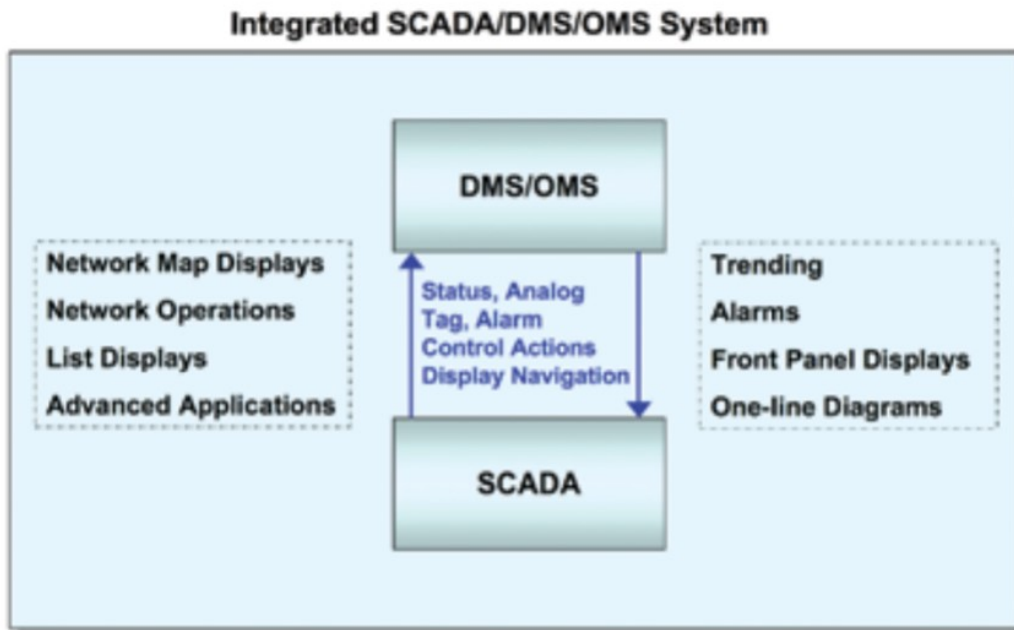 Integrated SCADA/DMS/OMS System
DMS/OMS
Network Map Displays
Network Operations
List Displays
Advanced Applications
Status, Analog
Tag, Alarm
Control Actions
Display Navigation
Trending
Alarms
Front Panel Displays
One-line Diagrams
SCADA